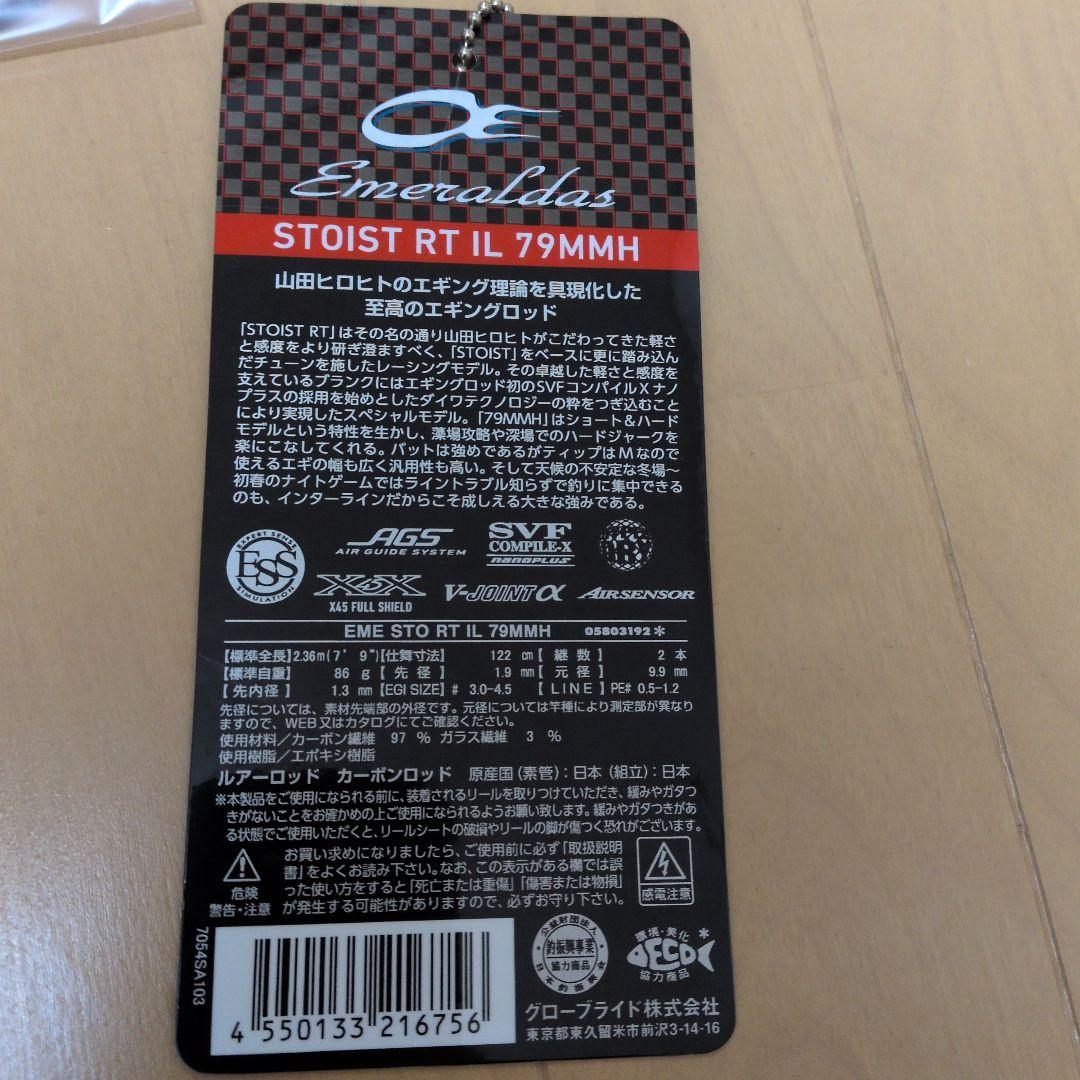 Emeraldas
STOIST RT IL 79MMH
山田ヒロヒトのエギング理論を具現化した
至高のエギングロッド
「STOIST RT」はその名の通り山田ヒロヒトがこだわってきた軽さ
と感度をより研ぎ澄ますべく、「STOIST」をベースに更に踏み込ん
だチューンを施したレーシングモデル。その卓越した軽さと感度を
支えているブランクにはエギングロッド初のSVFコンパイルXナノ
プラスの採用を始めとしたダイワテクノロジーの粋をつぎ込むこと
により実現したスペシャルモデル。「79MMH」はショート&ハード
モデルという特性を生かし、藻場攻略や深場でのハードジャークを
楽にこなしてくれる。バットは強めであるがティップはMなので
使えるエギの幅も広く汎用性も高い。そして天候の不安定な冬場~
初春のナイトゲームではライントラブル知らずで釣りに集中できる
のも、インターラインだからこそ成しえる大きな強みである。
EXPERT SENSE ESS SIMULATION
AGS AIR GUIDE SYSTEM
SVF COMPILE-X nanoplus
X45X X45 FULL SHIELD
V-JOINT α
AIRSENSOR
EME STO RT IL 79MMH 05803192*
【標準全長】2.36m(7' 9")【仕舞寸法】 122 cm【 継 数 】 2 本
【標準自重】 86 g【 先 径 】 1.9 mm【 元 径 】 9.9 mm
【先内径】 1.3 mm【EGI SIZE】# 3.0-4.5 【 LINE 】PE# 0.5-1.2
先径については、素材先端部の外径です。元径については竿種により測定部が異なり
ますので、WEB又はカタログにてご確認ください。
使用材料/カーボン繊維 97 % ガラス繊維 3 %
使用樹脂/エポキシ樹脂
ルアーロッド カーボンロッド 原産国(素管):日本(組立):日本
※本製品をご使用になられる前に、装着されるリールを取りつけていただき、緩みやガタつ
きがないことをお確かめの上ご使用になられるようお願い致します。緩みやガタつきがあ
る状態でご使用いただくと、リールシートの破損やリールの脚が傷つく恐れがございます。
危険
警告・注意
お買い求めになりましたら、ご使用前に必ず「取扱説明
書」をよくお読み下さい。なお、この表示がある欄では誤
った使い方をすると「死亡または重傷」「傷害または物損」
が発生する可能性がありますので、必ずお守り下さい。
感電注意
7054SA103
4 550133 216756
公益財団法人
釣振興事業
協力商品
日本釣振興会
環境・美化
ECO
協力商品
*
グローブライド株式会社
東京都東久留米市前沢3-14-16